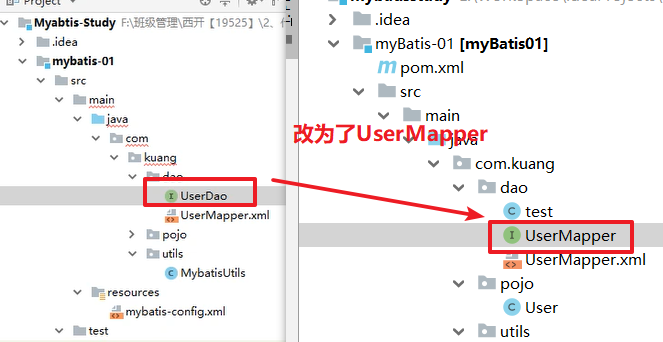 Project
Myabtis-Study F:\班级管理\西开【19525】\2、
.idea
mybatis-01
src
main
java
com
kuang
dao
UserDao
UserMapper.xml
pojo
utils
MybatisUtils
resources
mybatis-config.xml
test
.idea
myBatis-01 [myBatis01]
pom.xml
src
main
java
com.kuang
dao
test
UserMapper
UserMapper.xml
pojo
User
utils
改为了UserMapper